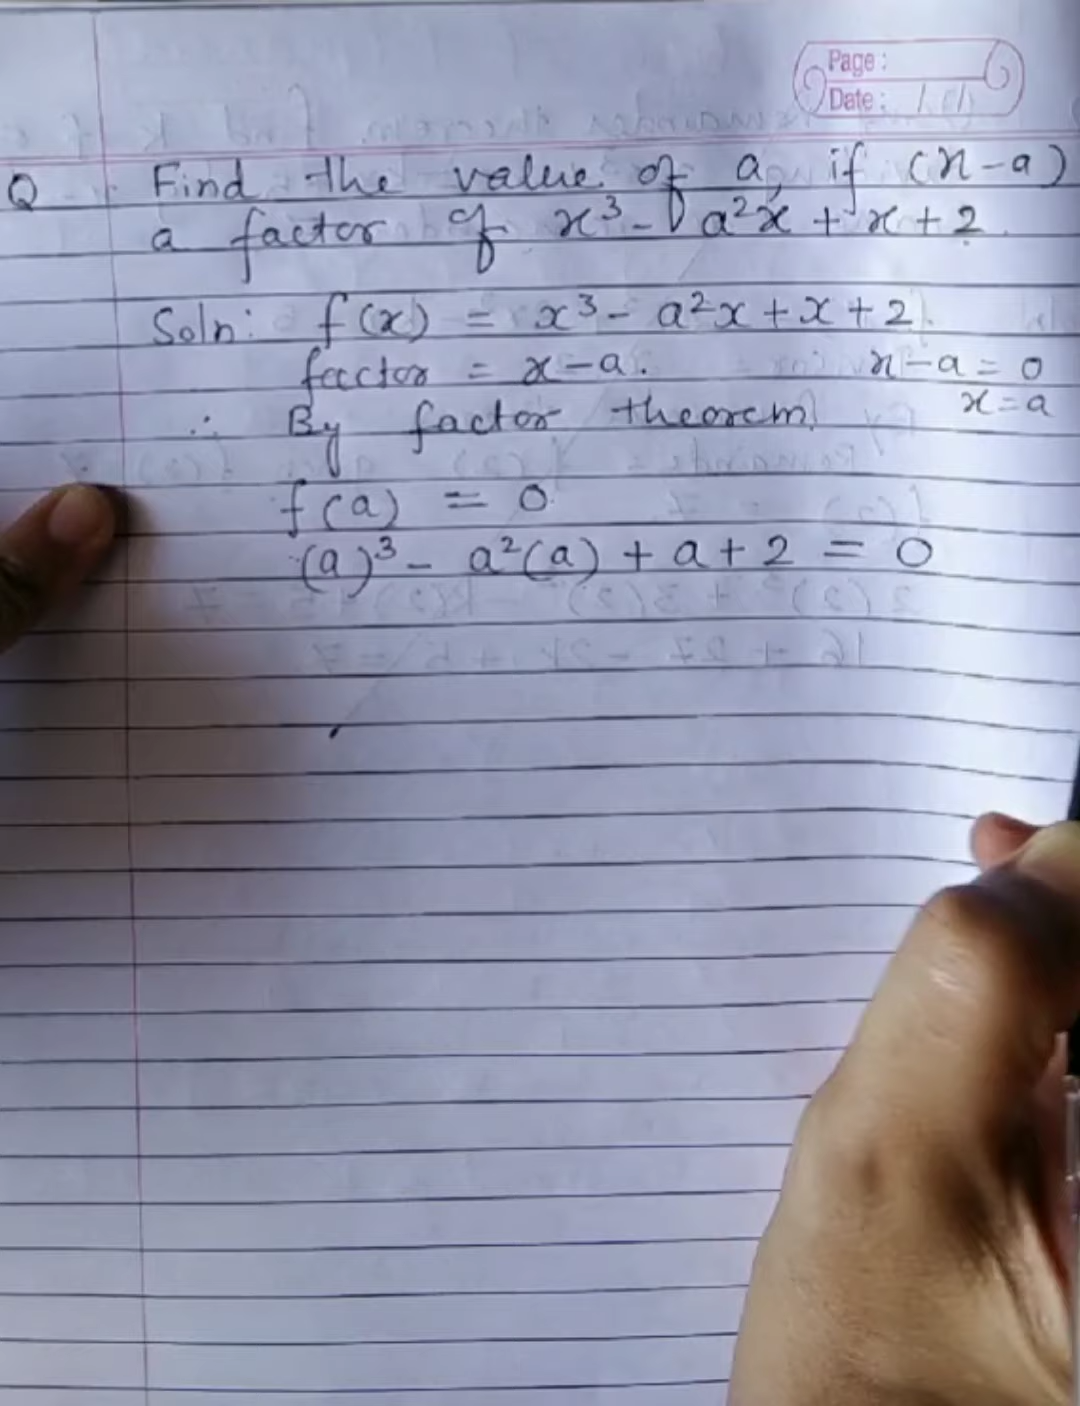 Page :
Date :
Q Find the value of a, if (x-a)
a factor of x³ - a²x + x + 2
Soln: f(x) = x³ - a²x + x + 2
factor = x-a. x-a = 0
x = a
∴ By factor theorem
f(a) = 0
(a)³ - a²(a) + a + 2 = 0